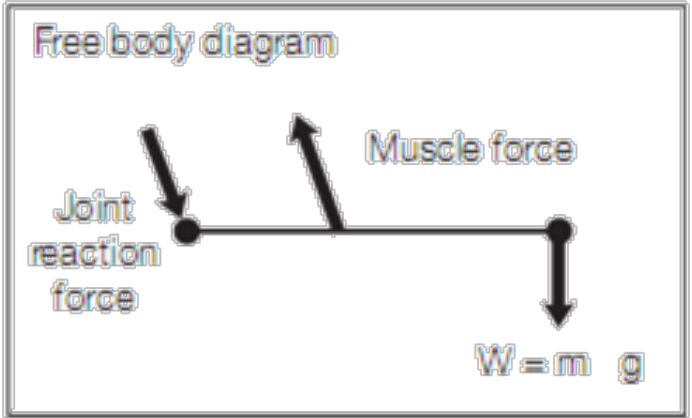 Free body diagram
Muscle force
Joint
reaction
force
W = m g